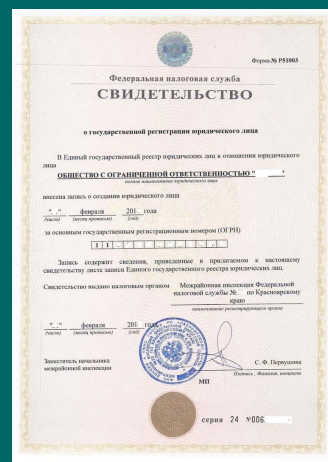 Форма № Р51003
Федеральная налоговая служба
СВИДЕТЕЛЬСТВО
о государственной регистрации юридического лица
В Единый государственный реестр юридических лиц в отношении юридического
лица
ОБЩЕСТВО С ОГРАНИЧЕННОЙ ОТВЕТСТВЕННОСТЬЮ " "
полное наименование юридического лица
внесена запись о создании юридического лица
" " февраля 201 года
(число) (месяц прописью) (год)
за основным государственным регистрационным номером (ОГРН)
1 1
Запись содержит сведения, приведенные в прилагаемом к настоящему
свидетельству листе записи Единого государственного реестра юридических лиц.
Свидетельство выдано налоговым органом Межрайонная инспекция Федеральной
налоговой службы № по Красноярскому
краю
наименование регистрирующего органа
" " февраля 201 года
(число) (месяц прописью) (год)
Заместитель начальника
межрайонной инспекции
С. Ф. Первушина
Подпись, Фамилия, инициалы
МП
серия 24 №006